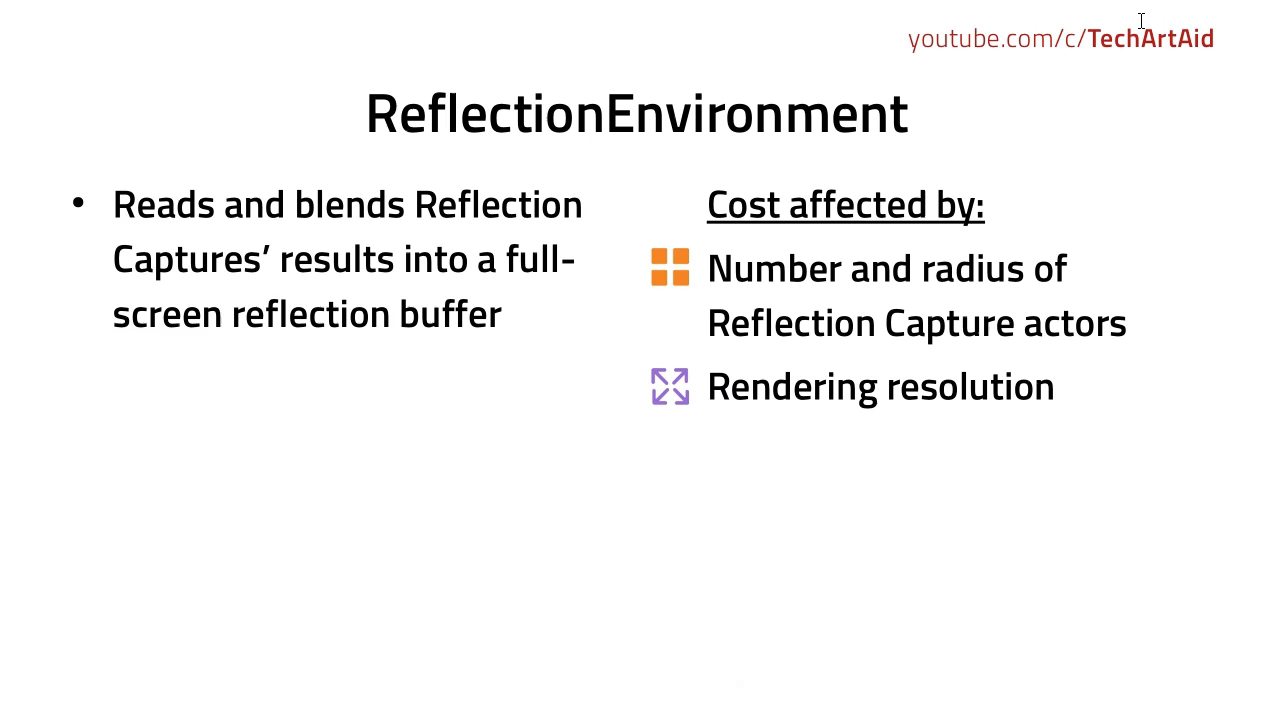 youtube.com/c/TechArtAid
ReflectionEnvironment
• Reads and blends Reflection
Captures’ results into a full-
screen reflection buffer
Cost affected by:
Number and radius of
Reflection Capture actors
Rendering resolution